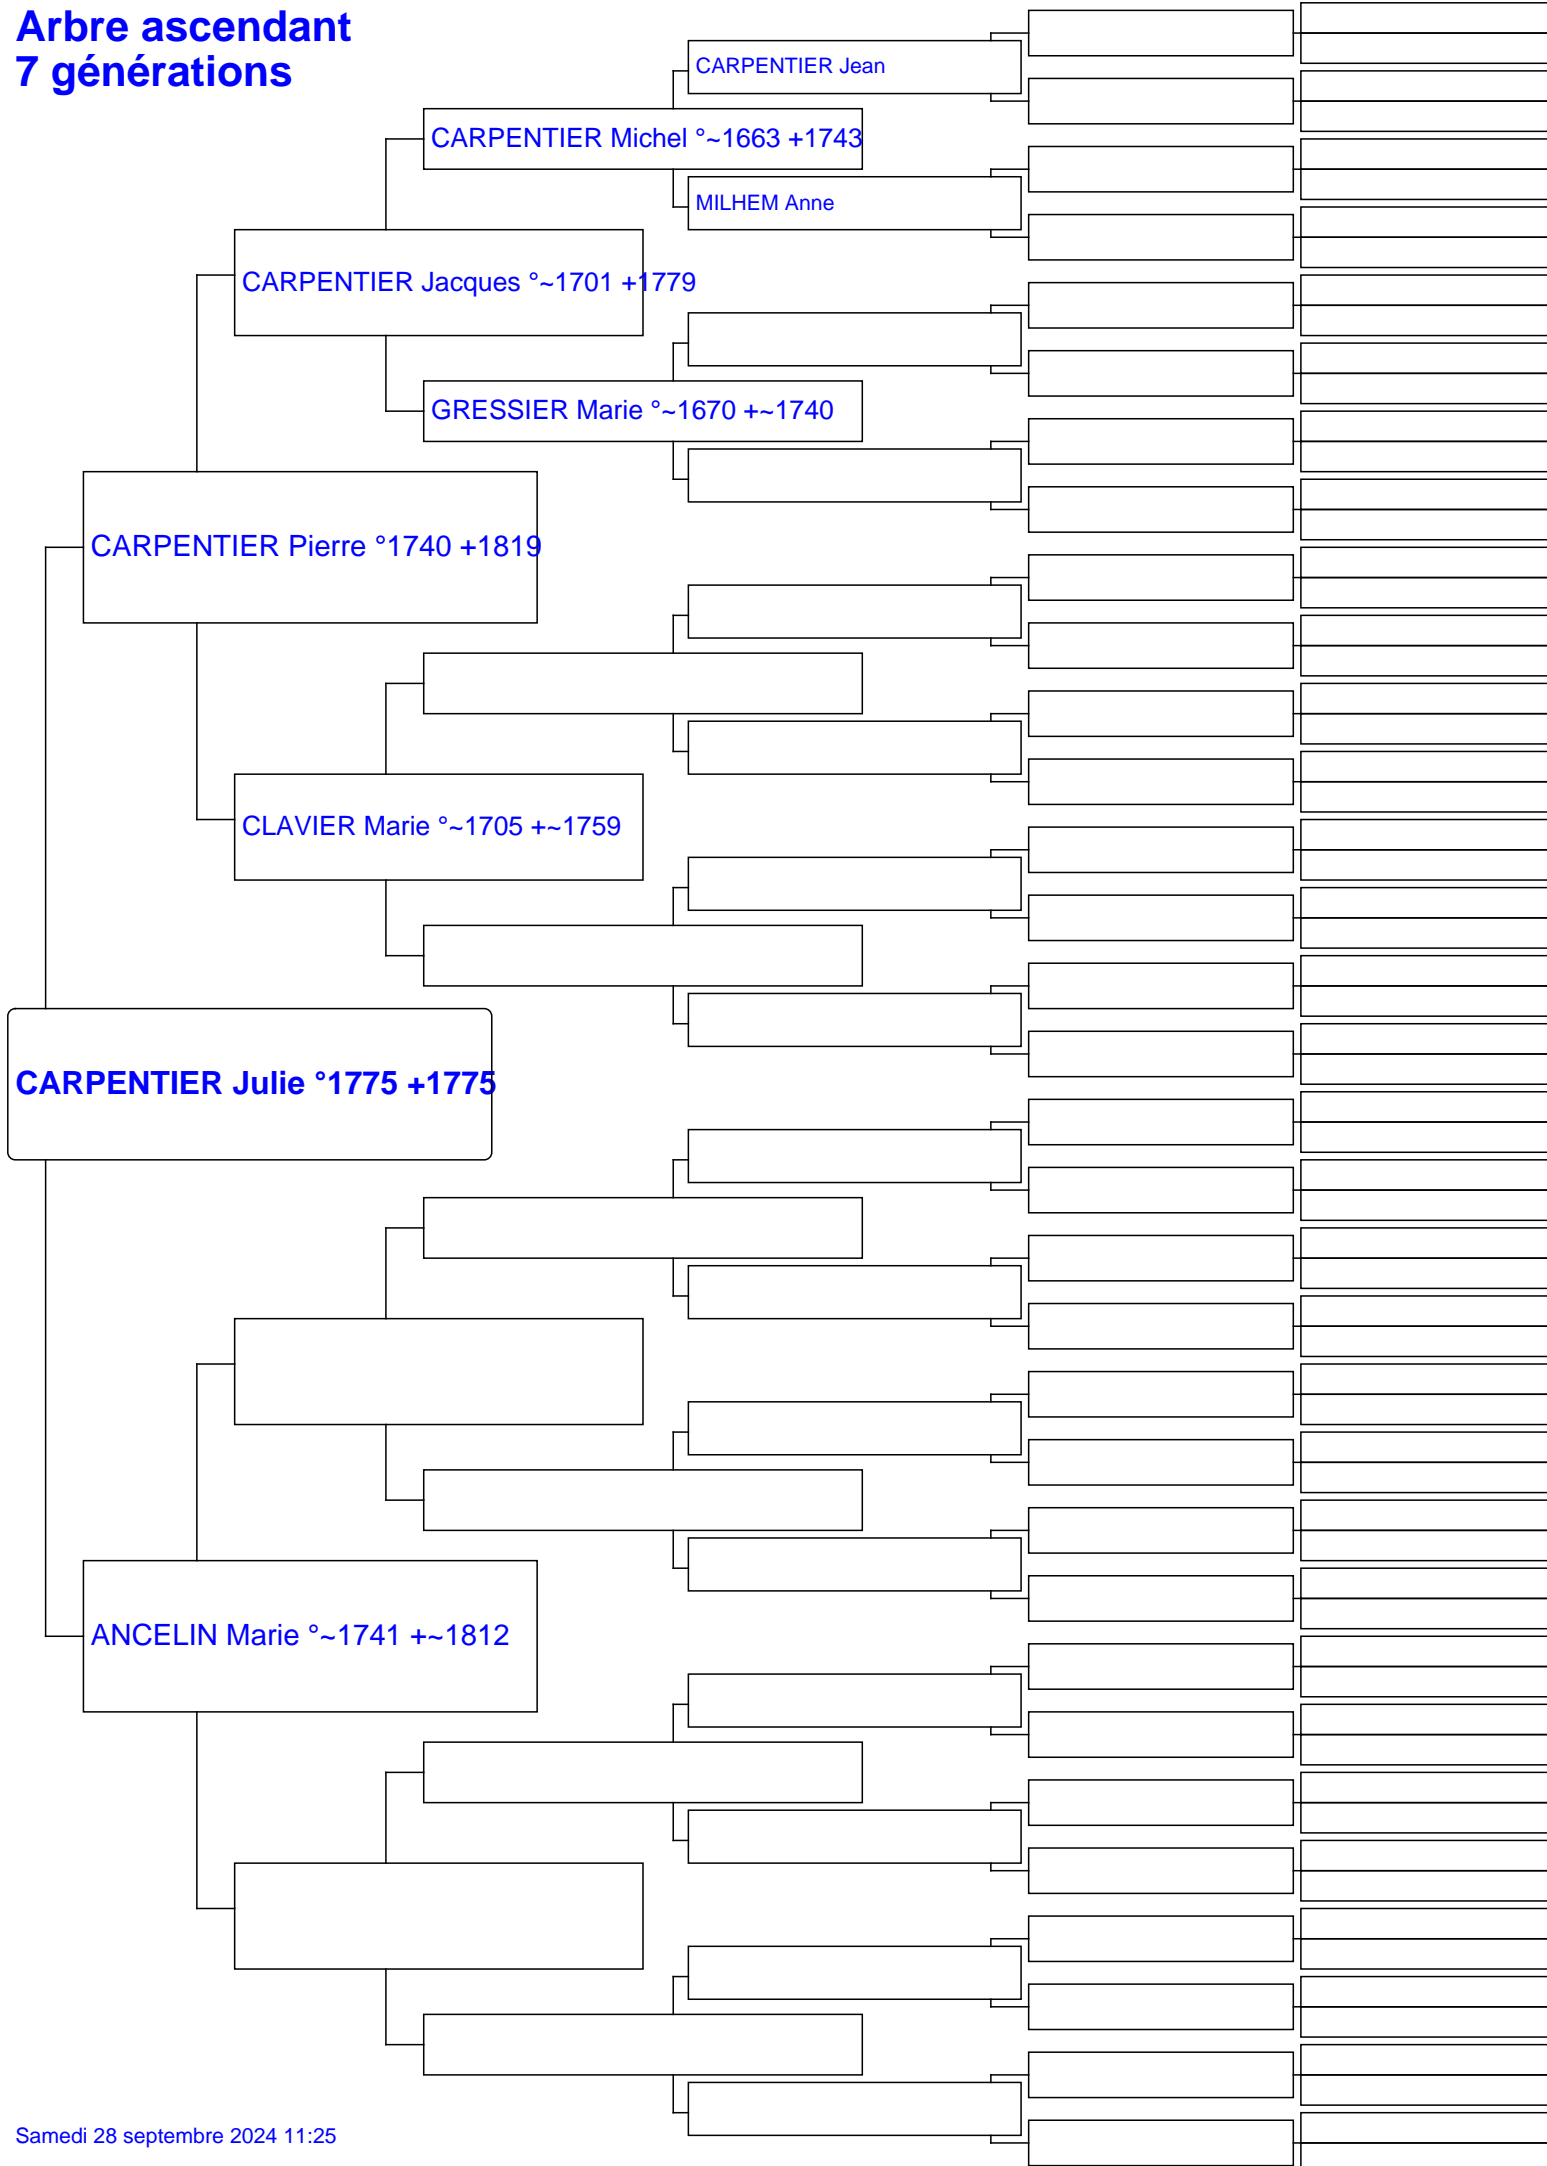 Arbre ascendant
7 générations
CARPENTIER Jean
CARPENTIER Michel °~1663 +1743
MILHEM Anne
CARPENTIER Jacques °~1701 +1779
GRESSIER Marie °~1670 +~1740
CARPENTIER Pierre °1740 +1819
CLAVIER Marie °~1705 +~1759
CARPENTIER Julie °1775 +1775
ANCELIN Marie °~1741 +~1812
Samedi 28 septembre 2024 11:25